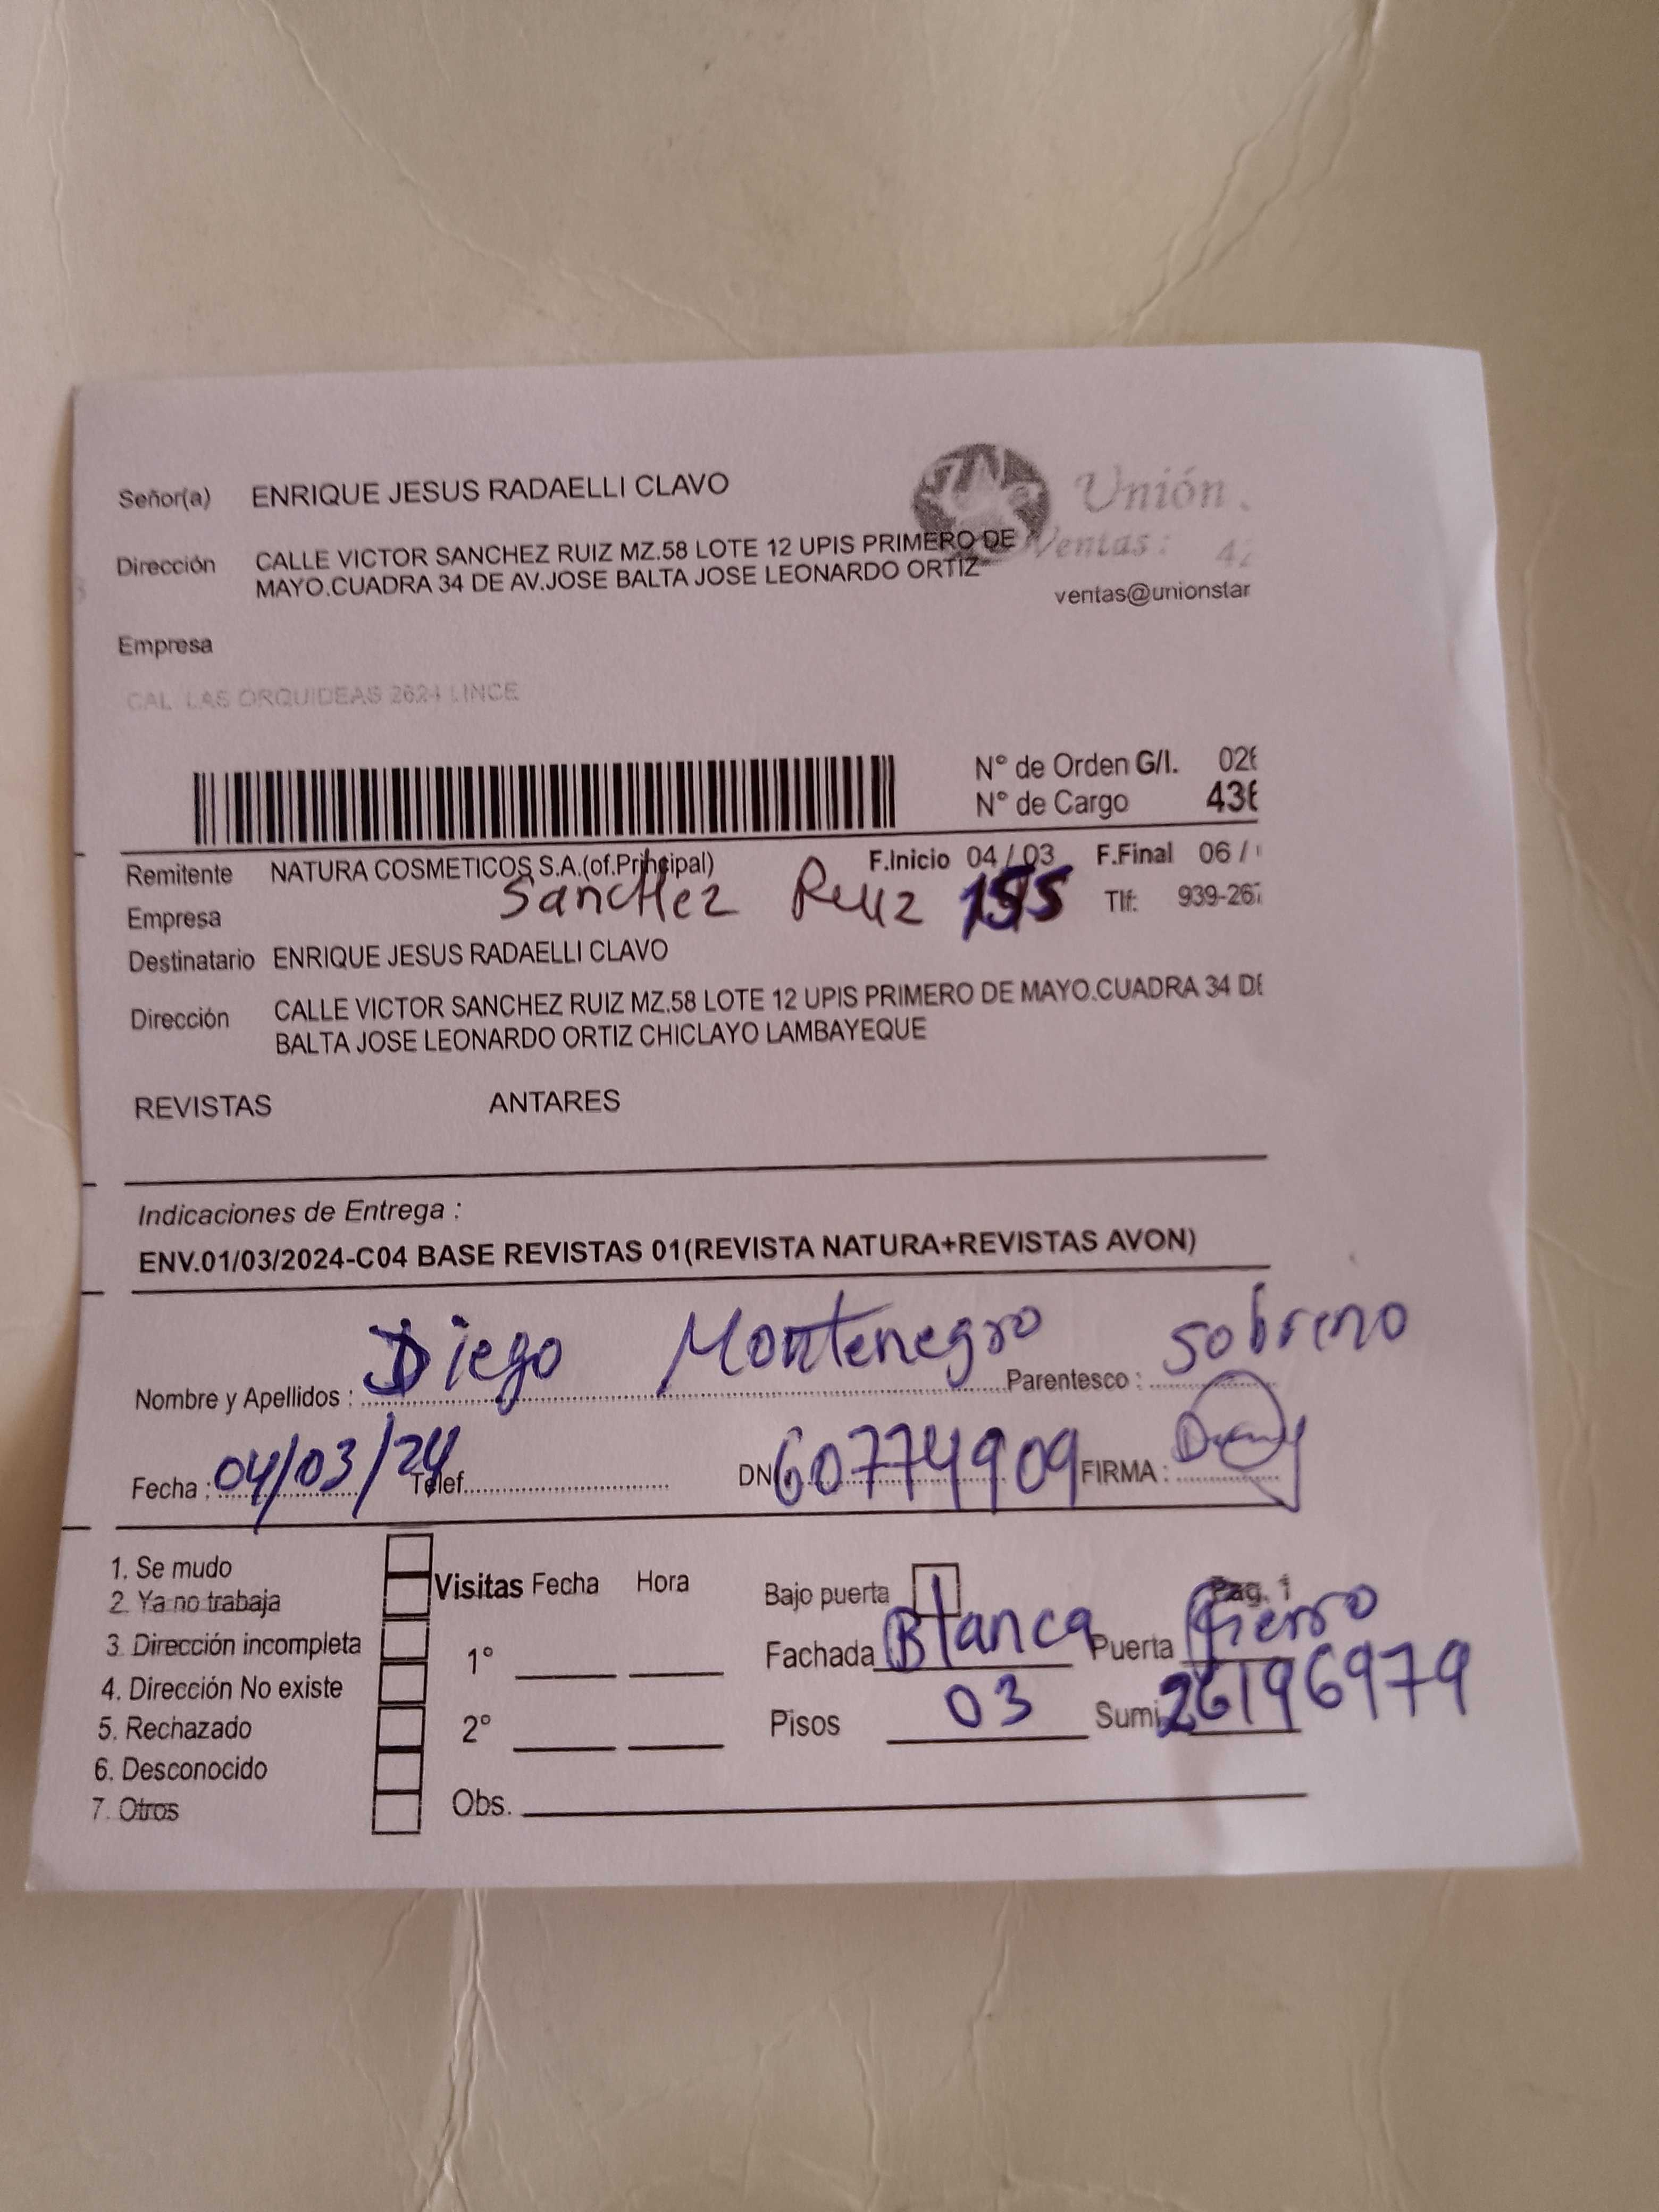 Señor(a) ENRIQUE JESUS RADAELLI CLAVO
Unión
Dirección CALLE VICTOR SANCHEZ RUIZ MZ.58 LOTE 12 UPIS PRIMERO DE
MAYO.CUADRA 34 DE AV.JOSE BALTA JOSE LEONARDO ORTIZ
Ventas: 42
ventas@unionstar
Empresa
CAL LAS ORQUIDEAS 2624 LINCE
N° de Orden G/I. 026
N° de Cargo 436
Remitente NATURA COSMETICOS S.A.(of.Principal) F.Inicio 04/03 F.Final 06/
Sanchez Ruiz 155
Empresa Tlf: 939-267
Destinatario ENRIQUE JESUS RADAELLI CLAVO
Dirección CALLE VICTOR SANCHEZ RUIZ MZ.58 LOTE 12 UPIS PRIMERO DE MAYO.CUADRA 34 DE
BALTA JOSE LEONARDO ORTIZ CHICLAYO LAMBAYEQUE
REVISTAS ANTARES
Indicaciones de Entrega :
ENV.01/03/2024-C04 BASE REVISTAS 01(REVISTA NATURA+REVISTAS AVON)
Nombre y Apellidos : Diego Montenegro Parentesco : Sobrino
Fecha : 04/03/24 Telef. DNI 60774909 FIRMA :
1. Se mudo
2. Ya no trabaja
3. Dirección incompleta
4. Dirección No existe
5. Rechazado
6. Desconocido
7. Otros
Visitas Fecha Hora
1°
2°
Obs.
Bajo puerta Pag. 1
Fachada Blanca Puerta fierro
Pisos 03 Sumi 26196979